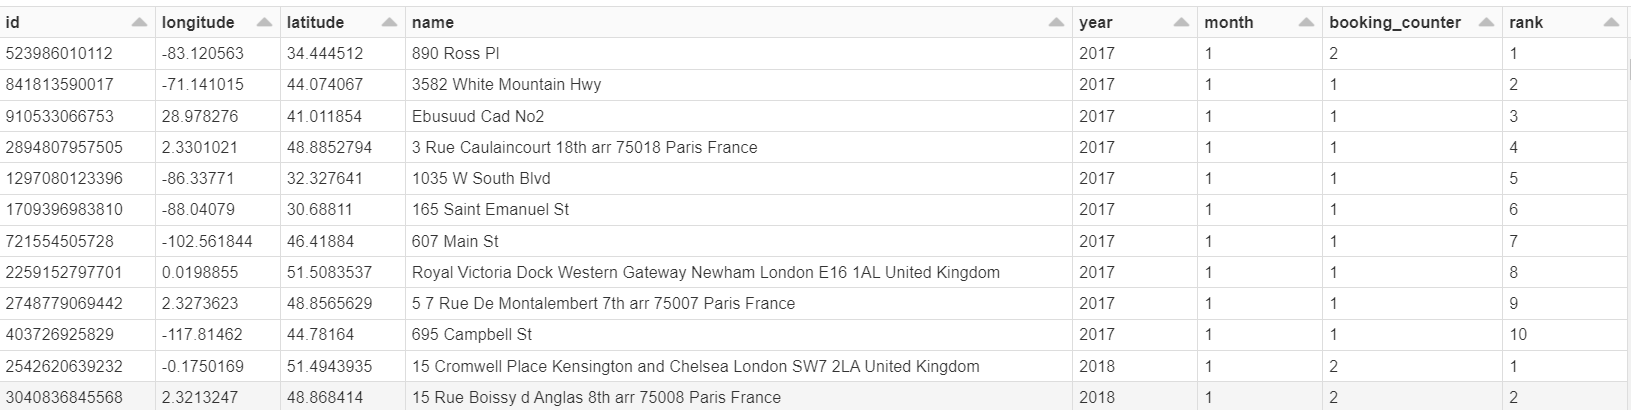 id longitude latitude name year month booking_counter rank
523986010112 -83.120563 34.444512 890 Ross Pl 2017 1 2 1
841813590017 -71.141015 44.074067 3582 White Mountain Hwy 2017 1 1 2
910533066753 28.978276 41.011854 Ebusuud Cad No2 2017 1 1 3
2894807957505 2.3301021 48.8852794 3 Rue Caulaincourt 18th arr 75018 Paris France 2017 1 1 4
1297080123396 -86.33771 32.327641 1035 W South Blvd 2017 1 1 5
1709396983810 -88.04079 30.68811 165 Saint Emanuel St 2017 1 1 6
721554505728 -102.561844 46.41884 607 Main St 2017 1 1 7
2259152797701 0.0198855 51.5083537 Royal Victoria Dock Western Gateway Newham London E16 1AL United Kingdom 2017 1 1 8
2748779069442 2.3273623 48.8565629 5 7 Rue De Montalembert 7th arr 75007 Paris France 2017 1 1 9
403726925829 -117.81462 44.78164 695 Campbell St 2017 1 1 10
2542620639232 -0.1750169 51.4943935 15 Cromwell Place Kensington and Chelsea London SW7 2LA United Kingdom 2018 1 2 1
3040836845568 2.3213247 48.868414 15 Rue Boissy d Anglas 8th arr 75008 Paris France 2018 1 2 2